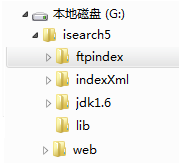 本地磁盘 (G:)
isearch5
ftpindex
indexXml
jdk1.6
lib
web